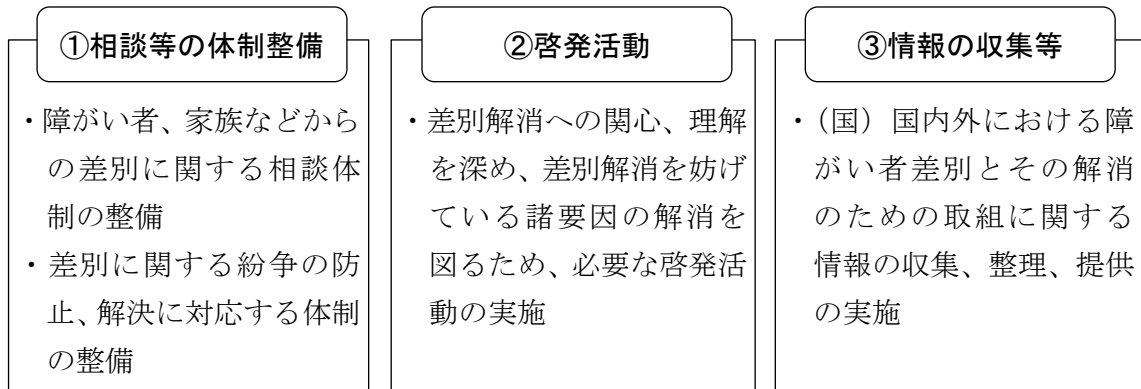 ①相談等の体制整備
・障がい者、家族などから
の差別に関する相談体
制の整備
・差別に関する紛争の防
止、解決に対応する体制
の整備
②啓発活動
・差別解消への関心、理解
を深め、差別解消を妨げ
ている諸要因の解消を
図るため、必要な啓発活
動の実施
③情報の収集等
・（国）国内外における障
がい者差別とその解消
のための取組に関する
情報の収集、整理、提供
の実施